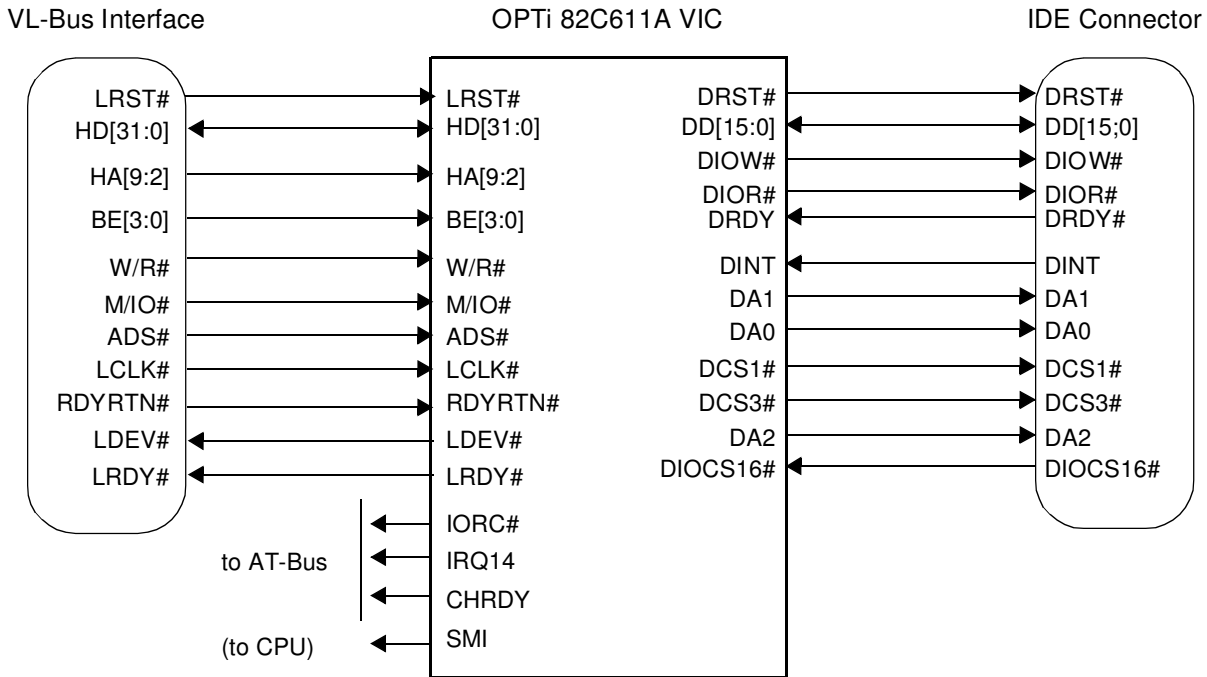 VL-Bus Interface
OPTi 82C611A VIC
IDE Connector
LRST#
HD[31:0]
HA[9:2]
BE[3:0]
W/R#
M/IO#
ADS#
LCLK#
RDYRTN#
LDEV#
LRDY#
LRST#
HD[31:0]
HA[9:2]
BE[3:0]
W/R#
M/IO#
ADS#
LCLK#
RDYRTN#
LDEV#
LRDY#
IORC#
IRQ14
CHRDY
SMI
to AT-Bus
(to CPU)
DRST#
DD[15:0]
DIOW#
DIOR#
DRDY
DINT
DA1
DA0
DCS1#
DCS3#
DA2
DIOCS16#
DRST#
DD[15;0]
DIOW#
DIOR#
DRDY#
DINT
DA1
DA0
DCS1#
DCS3#
DA2
DIOCS16#